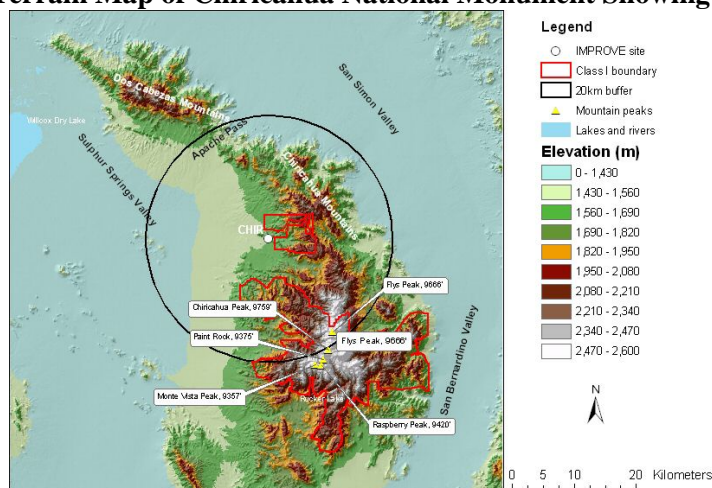 Terrain Map of Chiricahua National Monument Showing
Dos Cabezas Mountains
San Simon Valley
Willcox Dry Lake
Sulphur Springs Valley
Apache Pass
Chiricahua Mountains
CHIR
Flys Peak, 9666'
Chiricahua Peak, 9759'
Paint Rock, 9375'
Flys Peak, 9666'
San Bernardino Valley
Monte Vista Peak, 9357'
Rucker Lake
Raspberry Peak, 9420'
Legend
IMPROVE site
Class I boundary
20km buffer
Mountain peaks
Lakes and rivers
Elevation (m)
0 - 1,430
1,430 - 1,560
1,560 - 1,690
1,690 - 1,820
1,820 - 1,950
1,950 - 2,080
2,080 - 2,210
2,210 - 2,340
2,340 - 2,470
2,470 - 2,600
N
0 5 10 20 Kilometers